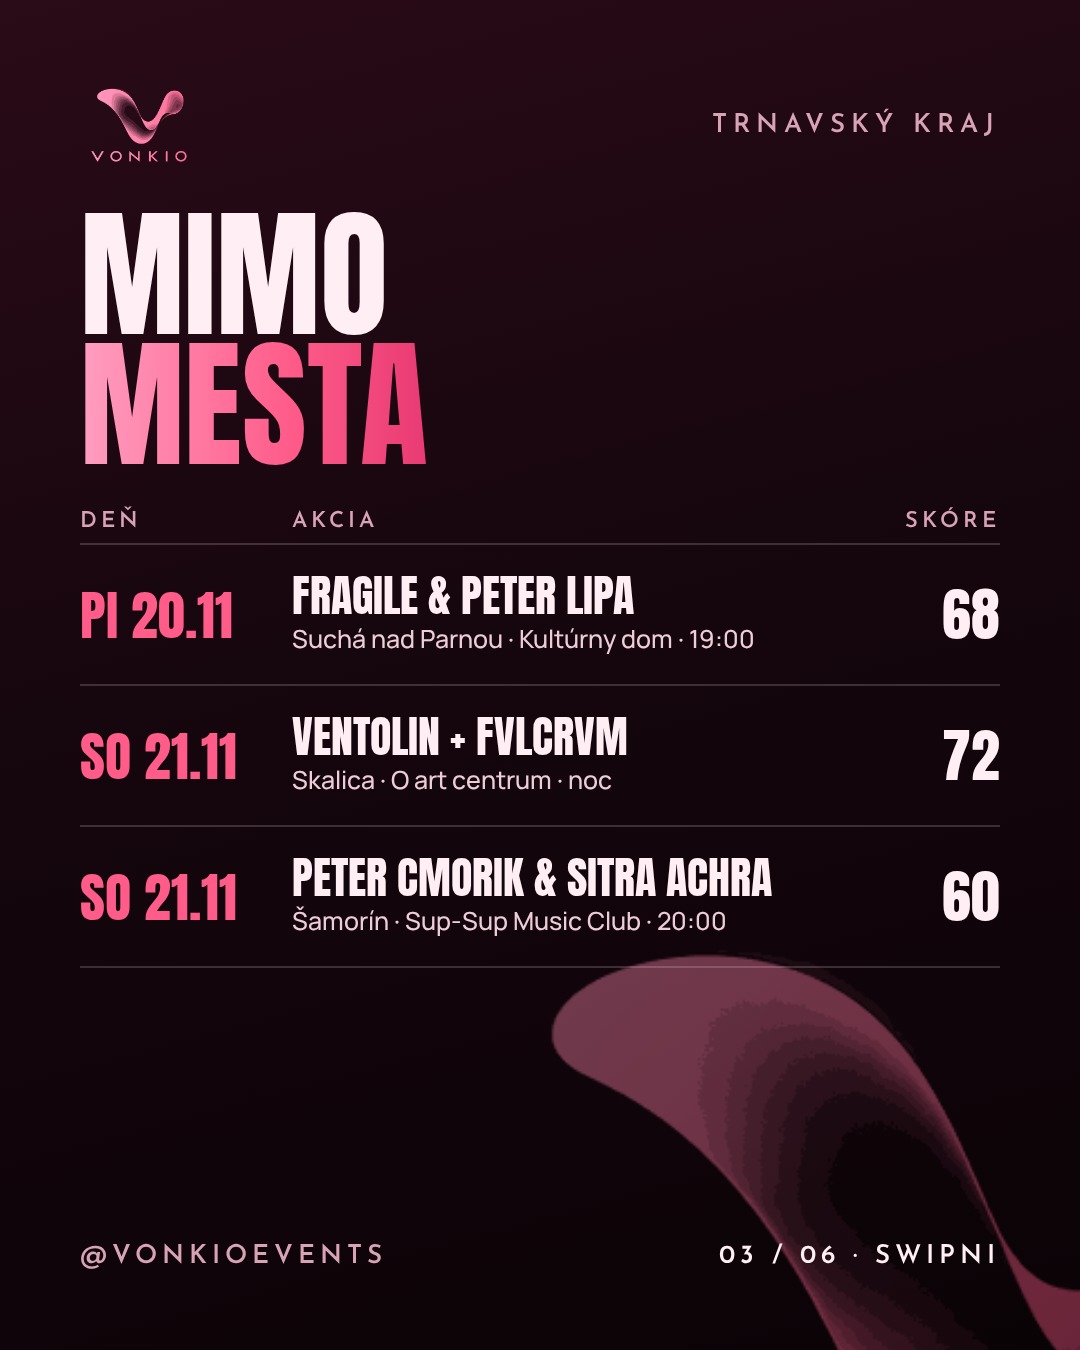 VONKIO
TRNAVSKÝ KRAJ
MIMO
MESTA
DEŇ AKCIA SKÓRE
PI 20.11 FRAGILE & PETER LIPA 68
Suchá nad Parnou · Kultúrny dom · 19:00
SO 21.11 VENTOLIN + FVLCRVM 72
Skalica · O art centrum · noc
SO 21.11 PETER CMORIK & SITRA ACHRA 60
Šamorín · Sup-Sup Music Club · 20:00
@VONKIOEVENTS 03 / 06 · SWIPNI